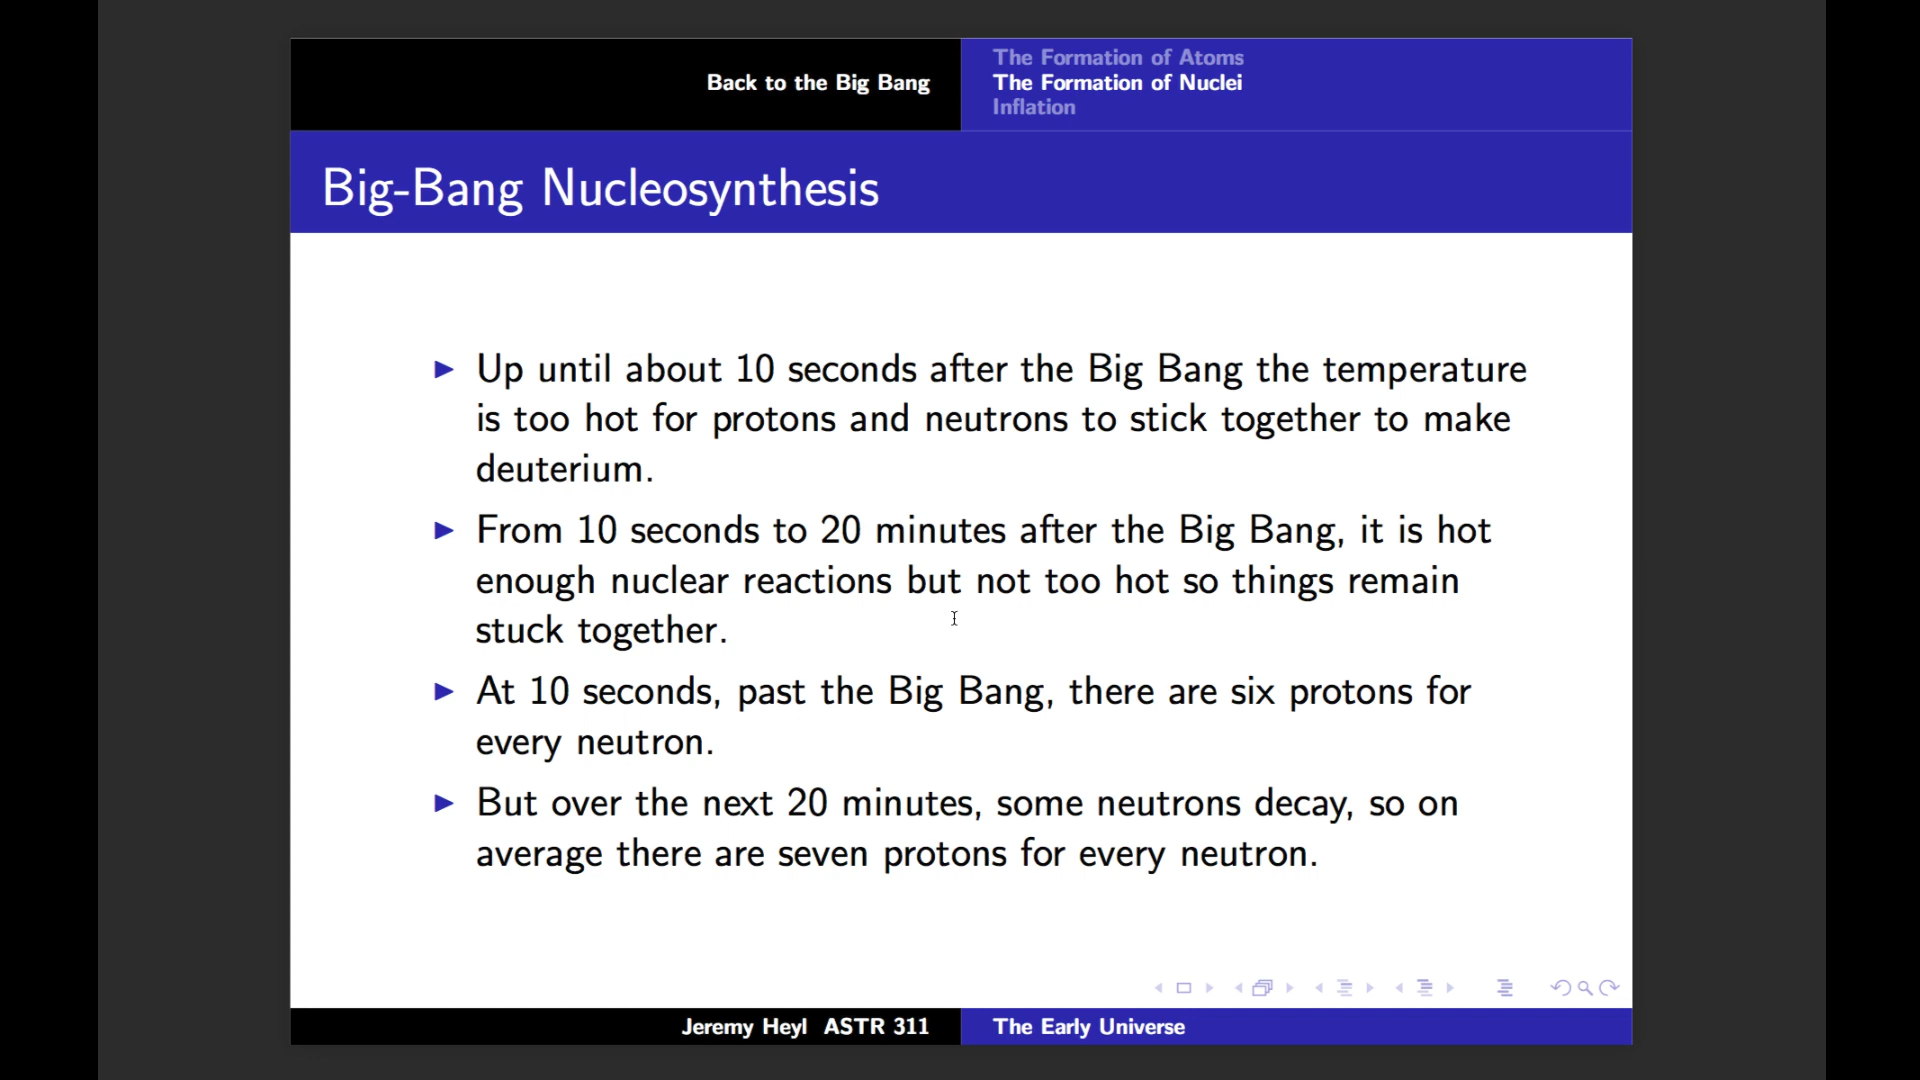 Back to the Big Bang
The Formation of Atoms
The Formation of Nuclei
Inflation
Big-Bang Nucleosynthesis
Up until about 10 seconds after the Big Bang the temperature
is too hot for protons and neutrons to stick together to make
deuterium.
From 10 seconds to 20 minutes after the Big Bang, it is hot
enough nuclear reactions but not too hot so things remain
stuck together.
At 10 seconds, past the Big Bang, there are six protons for
every neutron.
But over the next 20 minutes, some neutrons decay, so on
average there are seven protons for every neutron.
Jeremy Heyl ASTR 311
The Early Universe